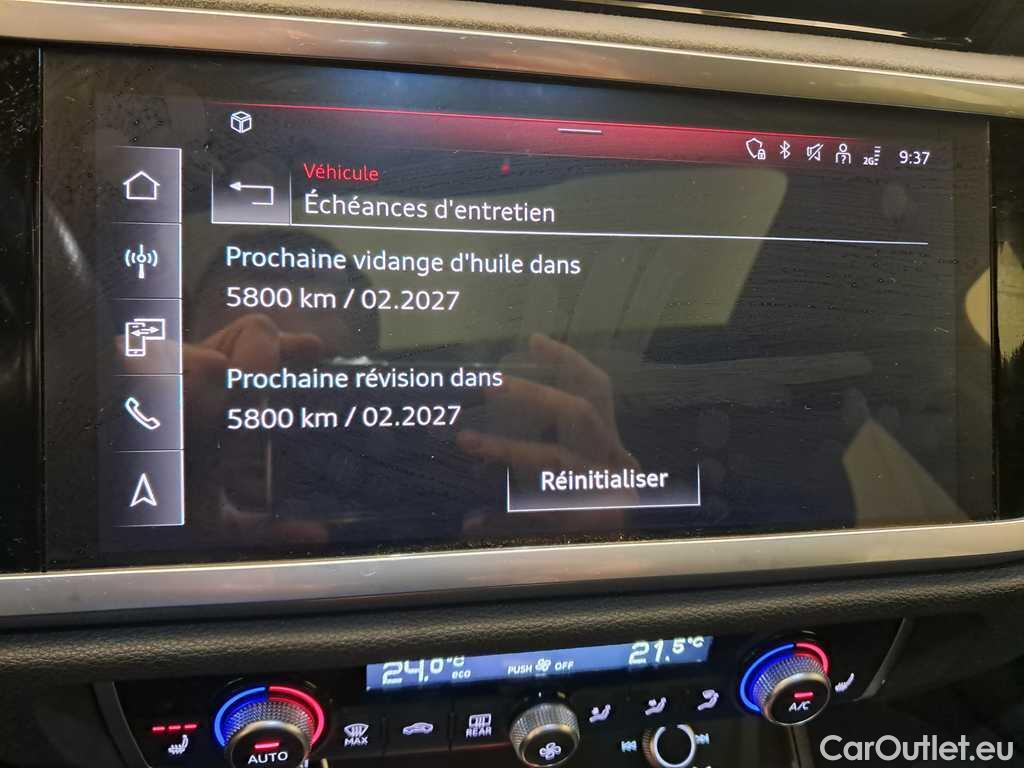 2G
9:37
Véhicule
Échéances d'entretien
Prochaine vidange d'huile dans
5800 km / 02.2027
Prochaine révision dans
5800 km / 02.2027
Réinitialiser
24.0°C
eco
PUSH OFF
21.5°C
AUTO
MAX
REAR
A/C
CarOutlet.eu